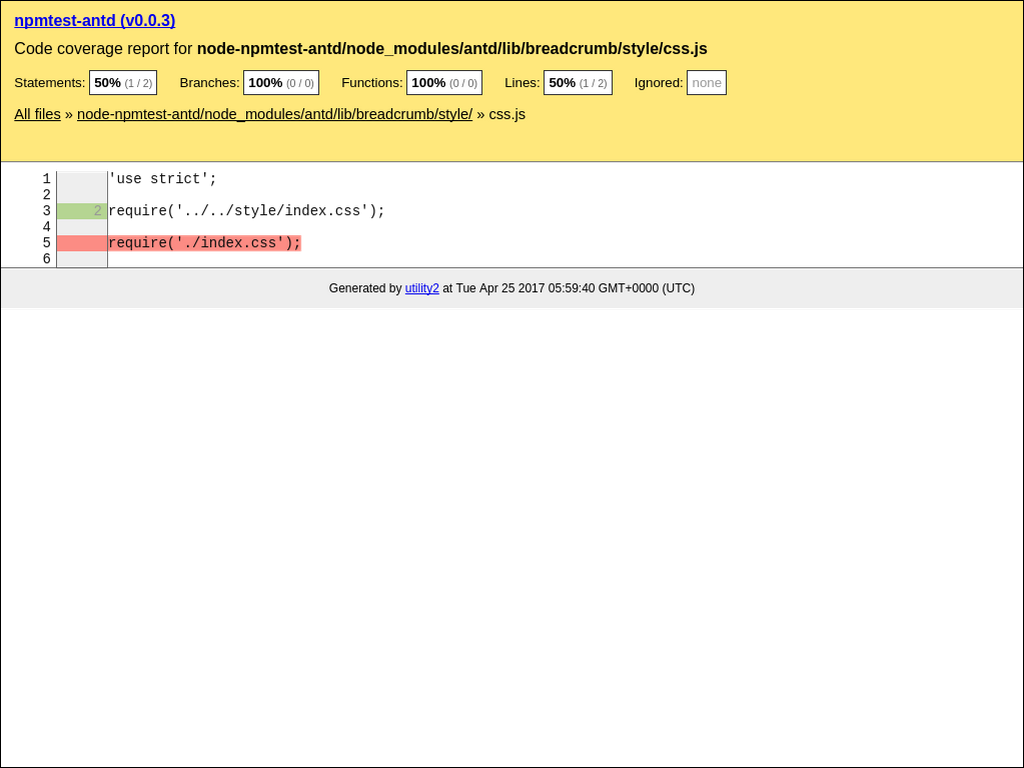 npmtest-antd (v0.0.3)
Code coverage report for node-npmtest-antd/node_modules/antd/lib/breadcrumb/style/css.js
Statements: 50% (1 / 2) Branches: 100% (0 / 0) Functions: 100% (0 / 0) Lines: 50% (1 / 2) Ignored: none
All files » node-npmtest-antd/node_modules/antd/lib/breadcrumb/style/ » css.js
1 'use strict';
2
3 2 require('../../style/index.css');
4
5 require('./index.css');
6
Generated by utility2 at Tue Apr 25 2017 05:59:40 GMT+0000 (UTC)